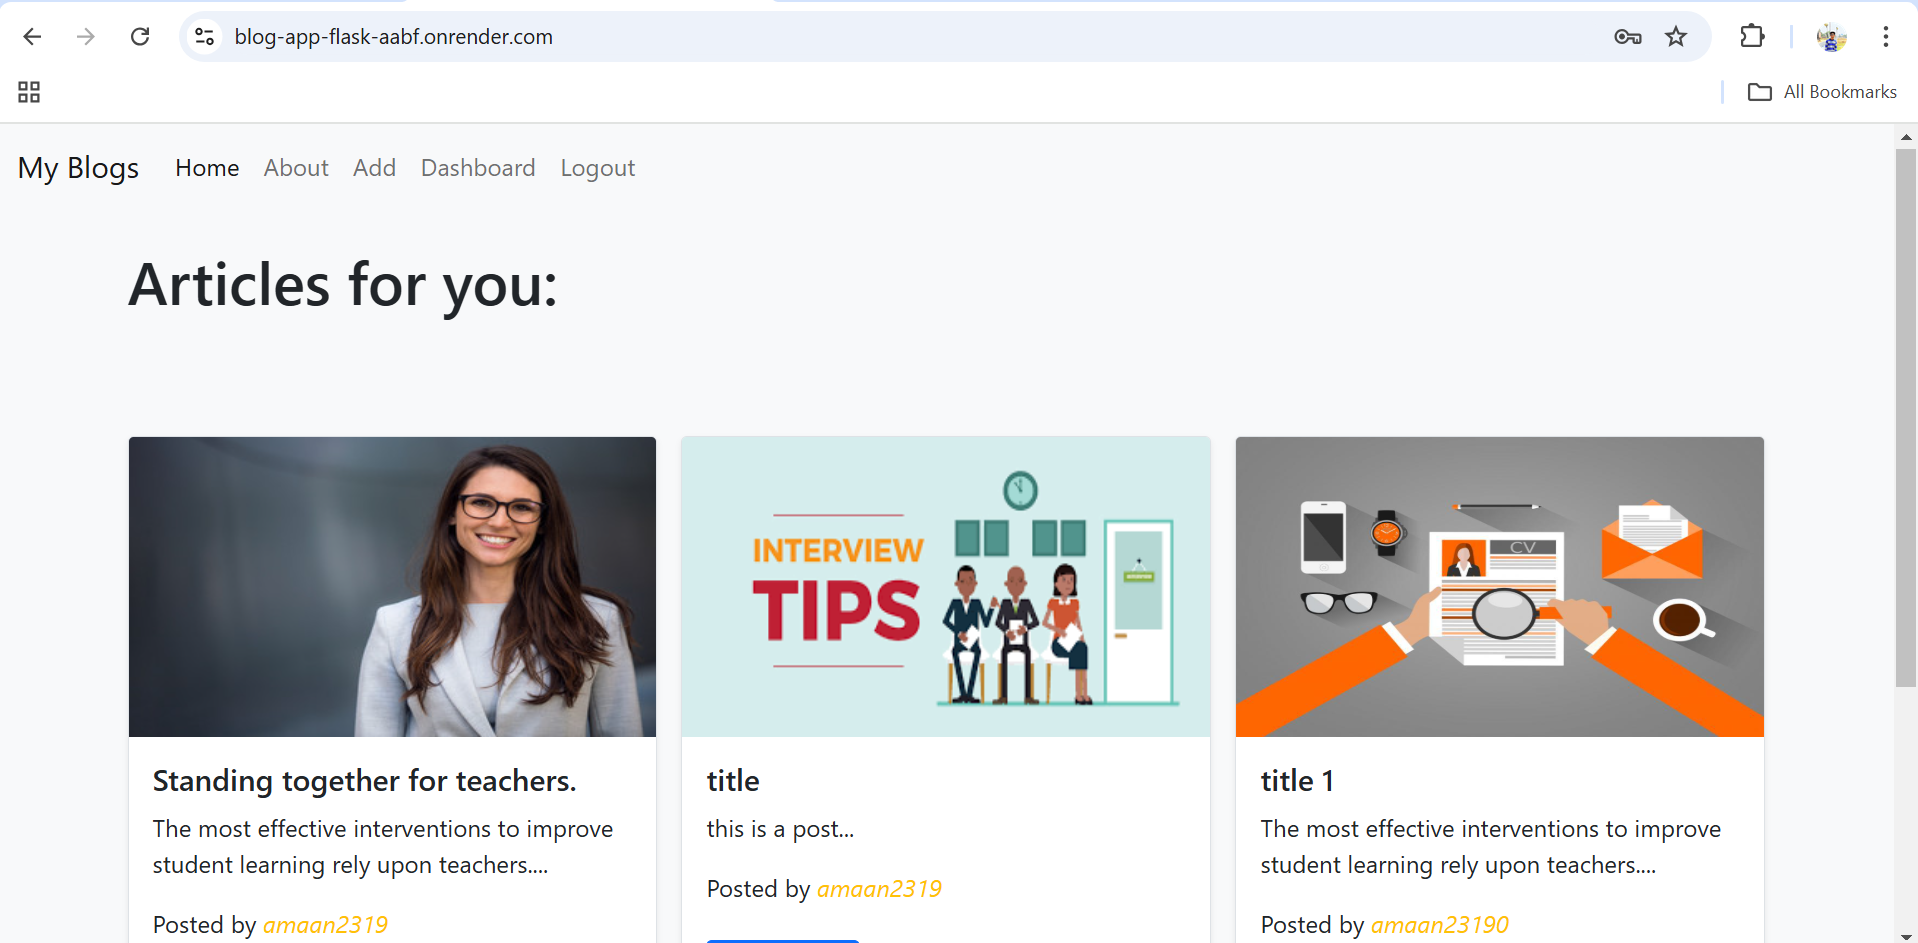 blog-app-flask-aabf.onrender.com
All Bookmarks
My Blogs Home About Add Dashboard Logout
Articles for you:
INTERVIEW
TIPS
CV
Standing together for teachers.
The most effective interventions to improve
student learning rely upon teachers....
Posted by amaan2319
title
this is a post...
Posted by amaan2319
title 1
The most effective interventions to improve
student learning rely upon teachers....
Posted by amaan23190